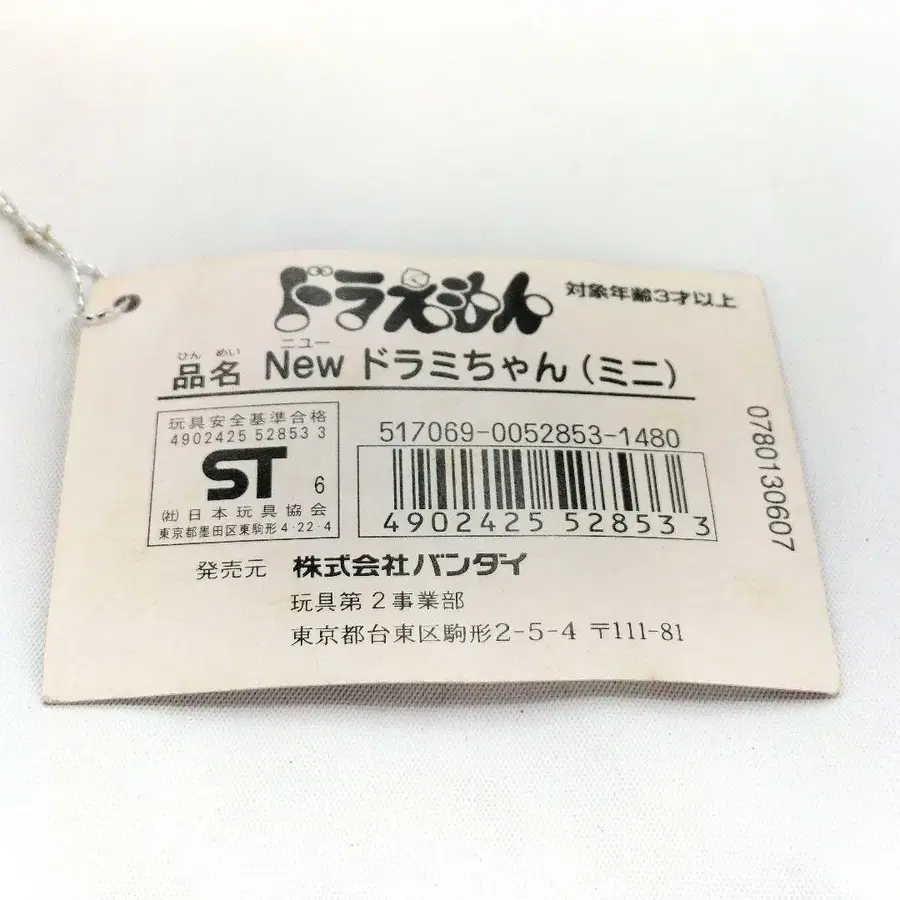 ドラえもん
対象年齢3才以上
ひんめい ニュー
品名 New ドラミちゃん(ミニ)
玩具安全基準合格
4902425 52853 3
ST 6
(社)日本玩具協会
東京都墨田区東駒形4-22-4
517069-0052853-1480
4902425 52853 3
0780130607
発売元 株式会社バンダイ
玩具第2事業部
東京都台東区駒形2-5-4 〒111-81